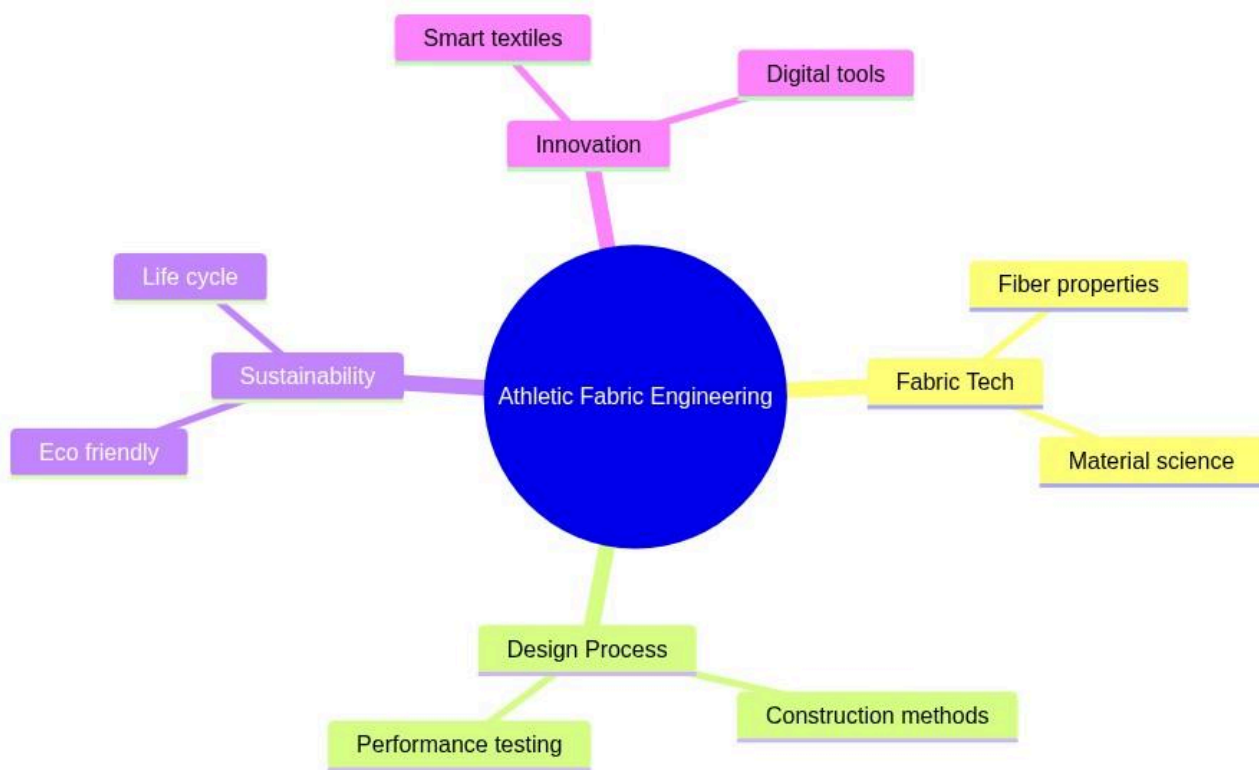 Smart textiles
Digital tools
Innovation
Life cycle
Fiber properties
Sustainability
Athletic Fabric Engineering
Fabric Tech
Eco friendly
Material science
Design Process
Construction methods
Performance testing